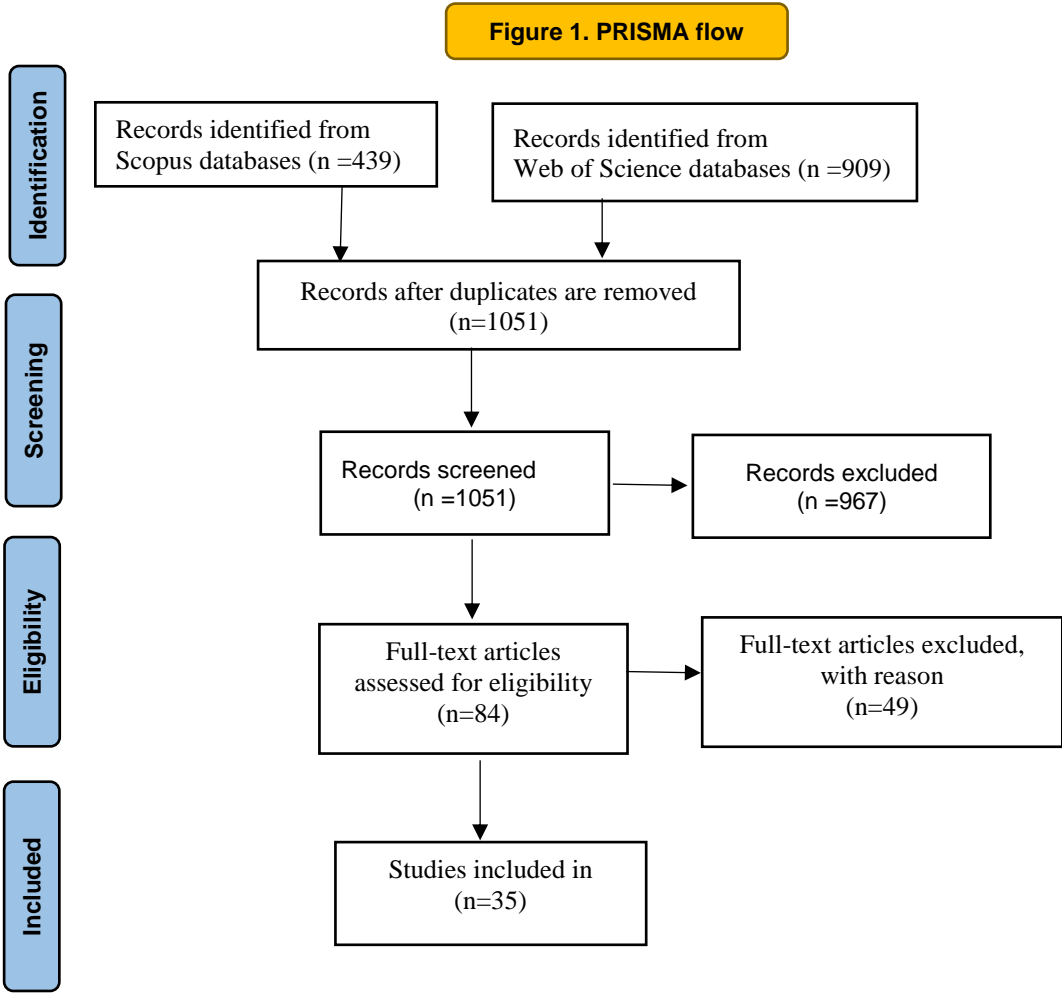 Figure 1. PRISMA flow
Identification
Records identified from
Scopus databases (n =439)
Records identified from
Web of Science databases (n =909)
Records after duplicates are removed
(n=1051)
Screening
Records screened
(n =1051)
Records excluded
(n =967)
Eligibility
Full-text articles
assessed for eligibility
(n=84)
Full-text articles excluded,
with reason
(n=49)
Included
Studies included in
(n=35)